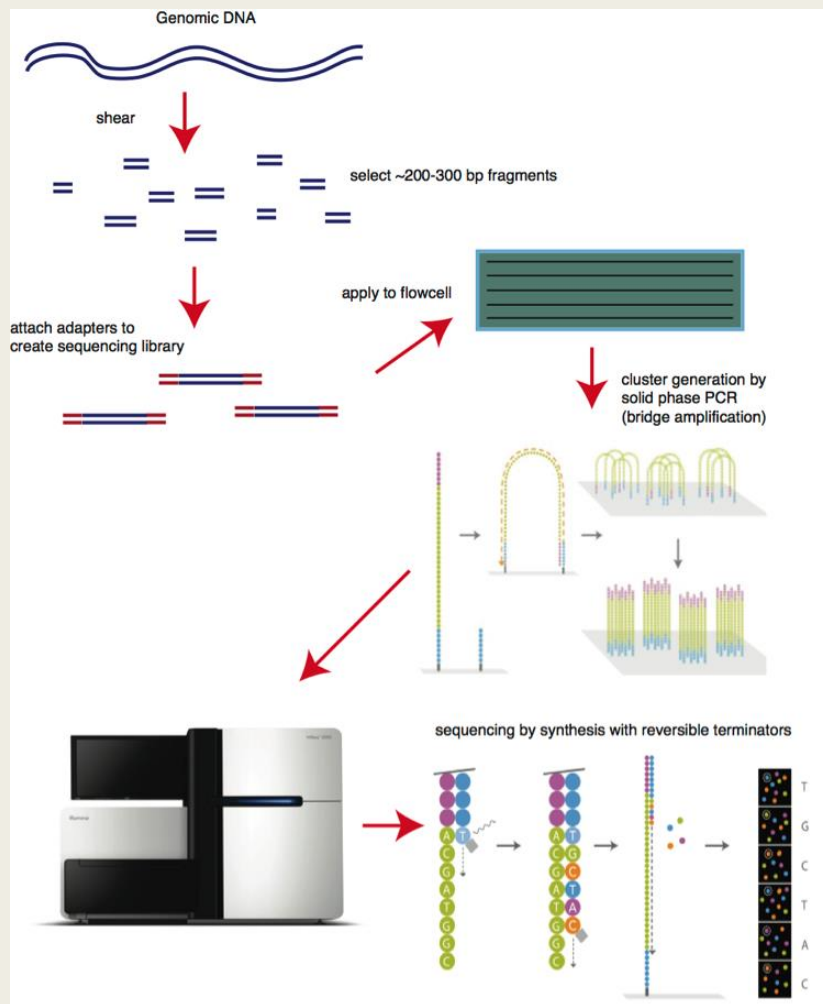 Genomic DNA
shear
select ~200-300 bp fragments
attach adapters to
create sequencing library
apply to flowcell
cluster generation by
solid phase PCR
(bridge amplification)
sequencing by synthesis with reversible terminators
A T
C
G
A
T
G
G
C
A T
C G
G C
A T
T A
G C
G
C
T
G
C
T
A
C